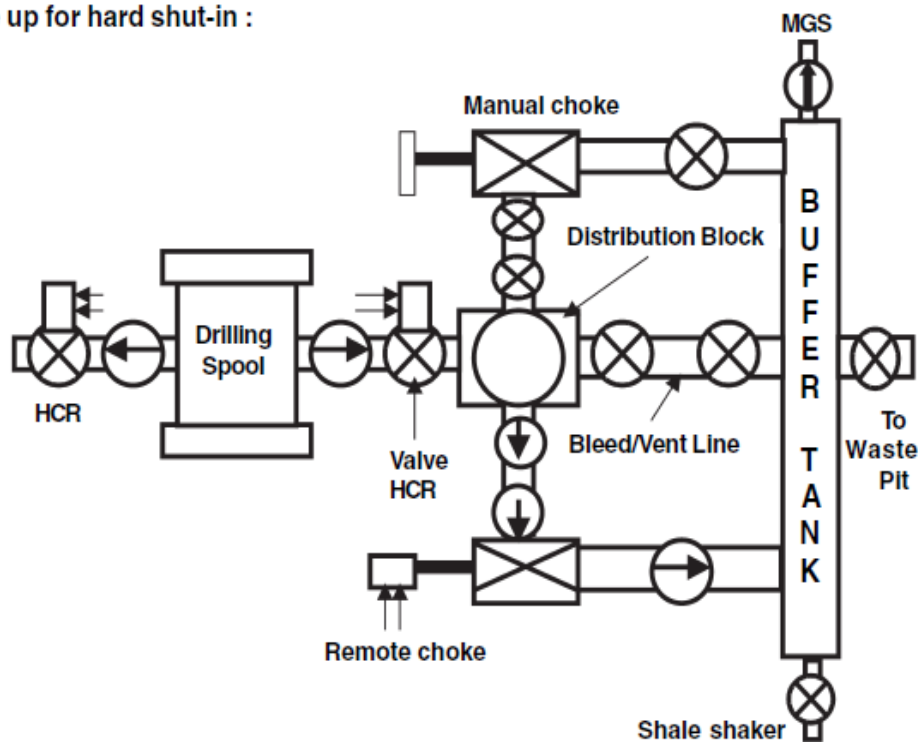 up for hard shut-in :
MGS
Manual choke
Distribution Block
Drilling
Spool
HCR
Valve
HCR
Bleed/Vent Line
BUFFER TANK
To
Waste
Pit
Remote choke
Shale shaker